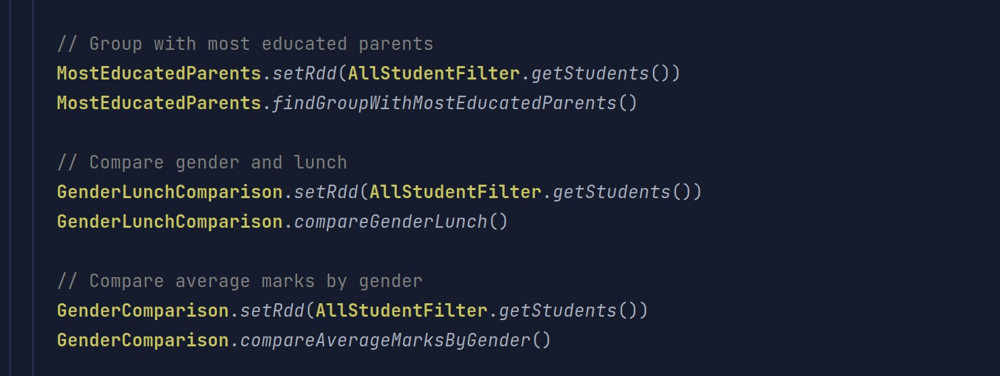 // Group with most educated parents
MostEducatedParents.setRdd(AllStudentFilter.getStudents())
MostEducatedParents.findGroupWithMostEducatedParents()
// Compare gender and lunch
GenderLunchComparison.setRdd(AllStudentFilter.getStudents())
GenderLunchComparison.compareGenderLunch()
// Compare average marks by gender
GenderComparison.setRdd(AllStudentFilter.getStudents())
GenderComparison.compareAverageMarksByGender()